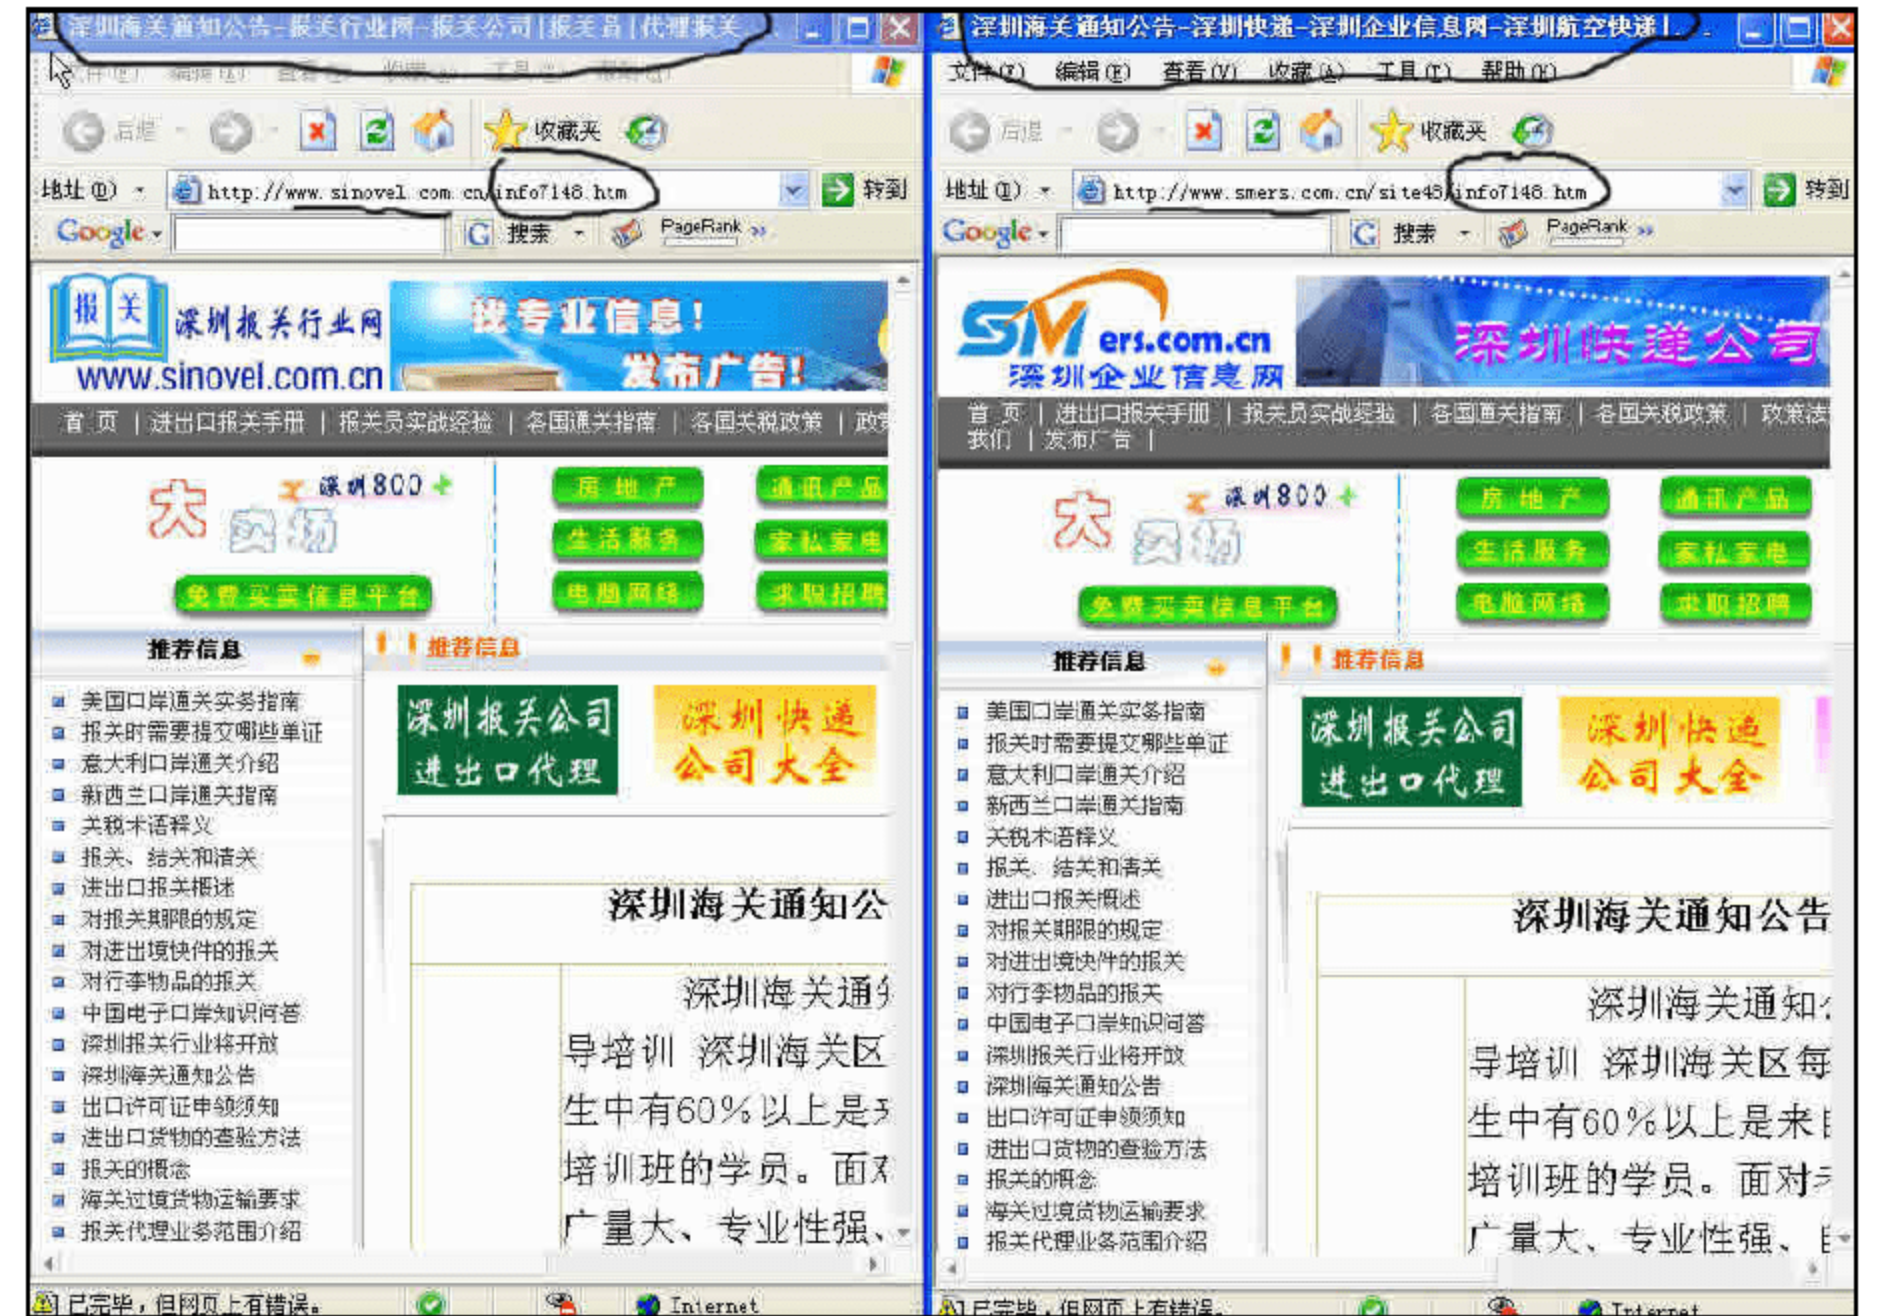 深圳海关通知公告-报关行业网-报关公司|报关员|代理报关
文件(F) 编辑(E) 查看(V) 收藏(A) 工具(T) 帮助(H)
后退
收藏夹
地址(D) http://www.sinovel.com.cn/info7148.htm 转到
Google 搜索 PageRank
报关
深圳报关行业网
www.sinovel.com.cn
找专业信息!
发布广告!
首 页 | 进出口报关手册 | 报关员实战经验 | 各国通关指南 | 各国关税政策 |
大卖场
深圳800
免费买卖信息平台
房地产 通讯产品
生活服务 家私家电
电脑网络 求职招聘
推荐信息
美国口岸通关实务指南
报关时需要提交哪些单证
意大利口岸通关介绍
新西兰口岸通关指南
关税术语释义
报关、结关和清关
进出口报关概述
对报关期限的规定
对进出境快件的报关
对行李物品的报关
中国电子口岸知识问答
深圳报关行业将开放
深圳海关通知公告
出口许可证申领须知
进出口货物的查验方法
报关的概念
海关过境货物运输要求
报关代理业务范围介绍
推荐信息
深圳报关公司
进出口代理
深圳快递
公司大全
深圳海关通知公
深圳海关通
导培训 深圳海关区
生中有60%以上是
培训班的学员。面
广量大、专业性强、
已完毕，但网页上有错误。 Internet
深圳海关通知公告-深圳快递-深圳企业信息网-深圳航空快递|...
文件(F) 编辑(E) 查看(V) 收藏(A) 工具(T) 帮助(H)
后退
收藏夹
地址(D) http://www.smers.com.cn/site48/info7148.htm 转到
Google 搜索 PageRank
SMers.com.cn
深圳企业信息网
深圳快递公司
首 页 | 进出口报关手册 | 报关员实战经验 | 各国通关指南 | 各国关税政策 | 政策法
我们 | 发布广告 |
大卖场
深圳800
免费买卖信息平台
房地产 通讯产品
生活服务 家私家电
电脑网络 求职招聘
推荐信息
美国口岸通关实务指南
报关时需要提交哪些单证
意大利口岸通关介绍
新西兰口岸通关指南
关税术语释义
报关、结关和清关
进出口报关概述
对报关期限的规定
对进出境快件的报关
对行李物品的报关
中国电子口岸知识问答
深圳报关行业将开放
深圳海关通知公告
出口许可证申领须知
进出口货物的查验方法
报关的概念
海关过境货物运输要求
报关代理业务范围介绍
推荐信息
深圳报关公司
进出口代理
深圳快递
公司大全
深圳海关通知公告
深圳海关通知
导培训 深圳海关区每
生中有60%以上是来
培训班的学员。面对
广量大、专业性强、
已完毕，但网页上有错误。 Internet